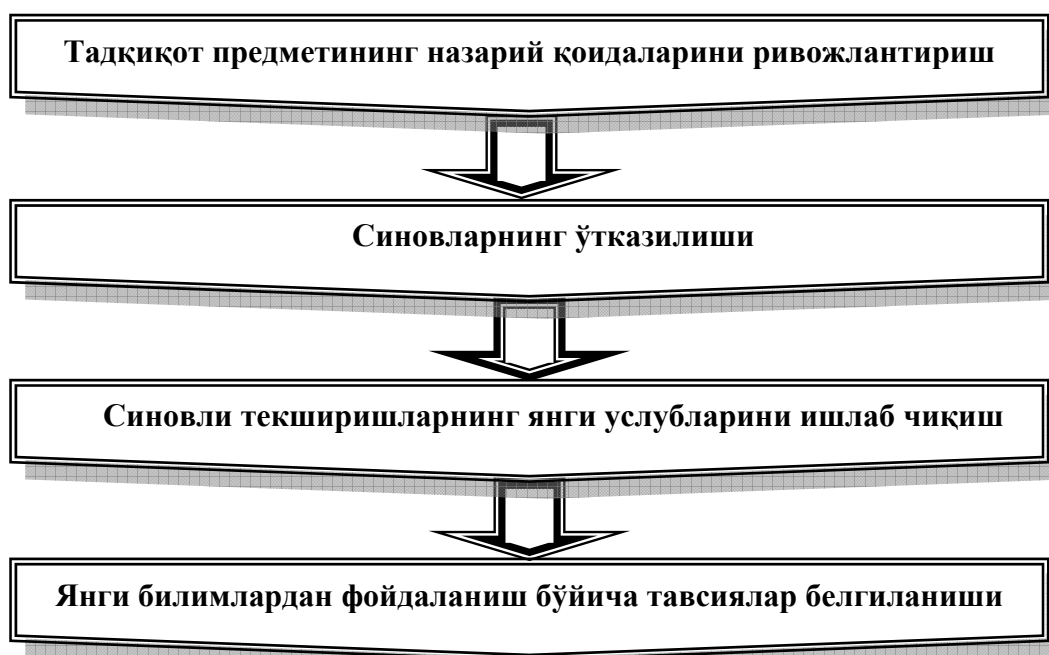 Тадқиқот предметининг назарий қоидаларини ривожлантириш
Синовларнинг ўтказилиши
Синовли текширишларнинг янги услубларини ишлаб чиқиш
Янги билимлардан фойдаланиш бўйича тавсиялар белгиланиши